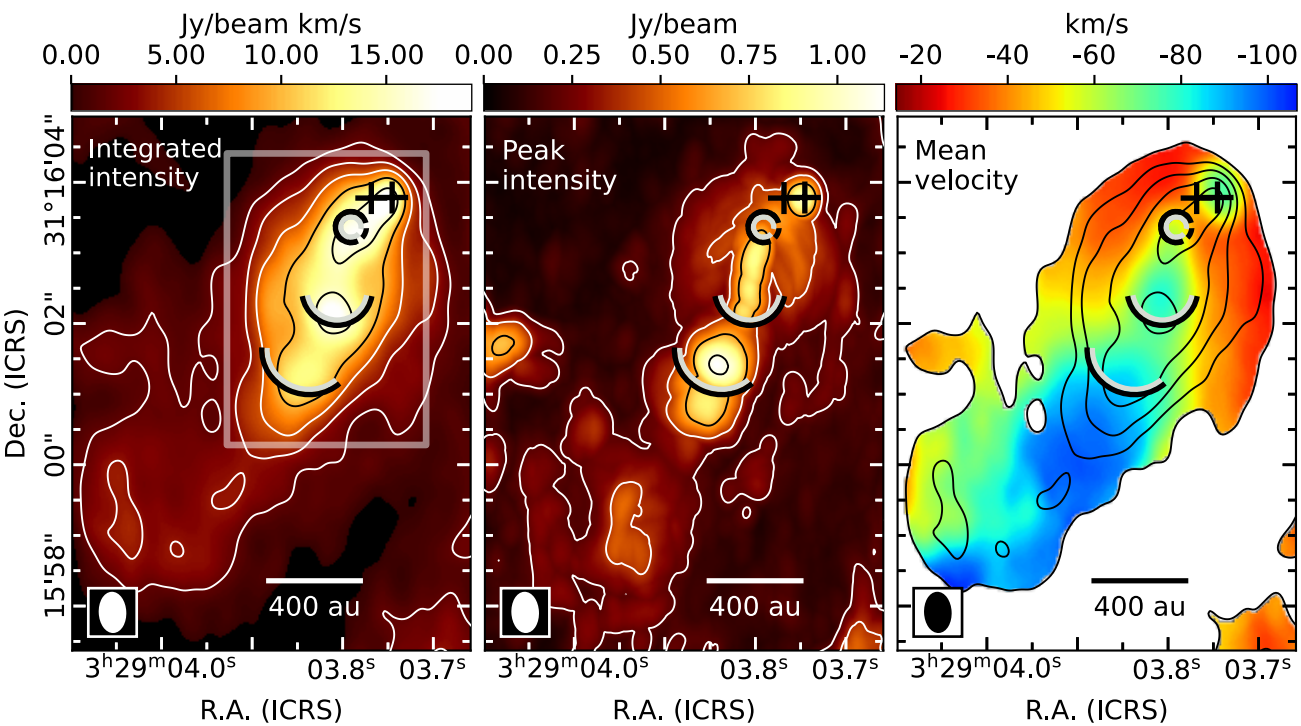 Jy/beam km/s
0.00 5.00 10.00 15.00
Jy/beam
0.00 0.25 0.50 0.75 1.00
km/s
-20 -40 -60 -80 -100
Integrated
intensity
Peak
intensity
Mean
velocity
Dec. (ICRS)
31°16'04"
02"
00"
15'58"
400 au
400 au
400 au
3ʰ29ᵐ04.0ˢ 03.8ˢ 03.7ˢ
3ʰ29ᵐ04.0ˢ 03.8ˢ 03.7ˢ
3ʰ29ᵐ04.0ˢ 03.8ˢ 03.7ˢ
R.A. (ICRS)
R.A. (ICRS)
R.A. (ICRS)